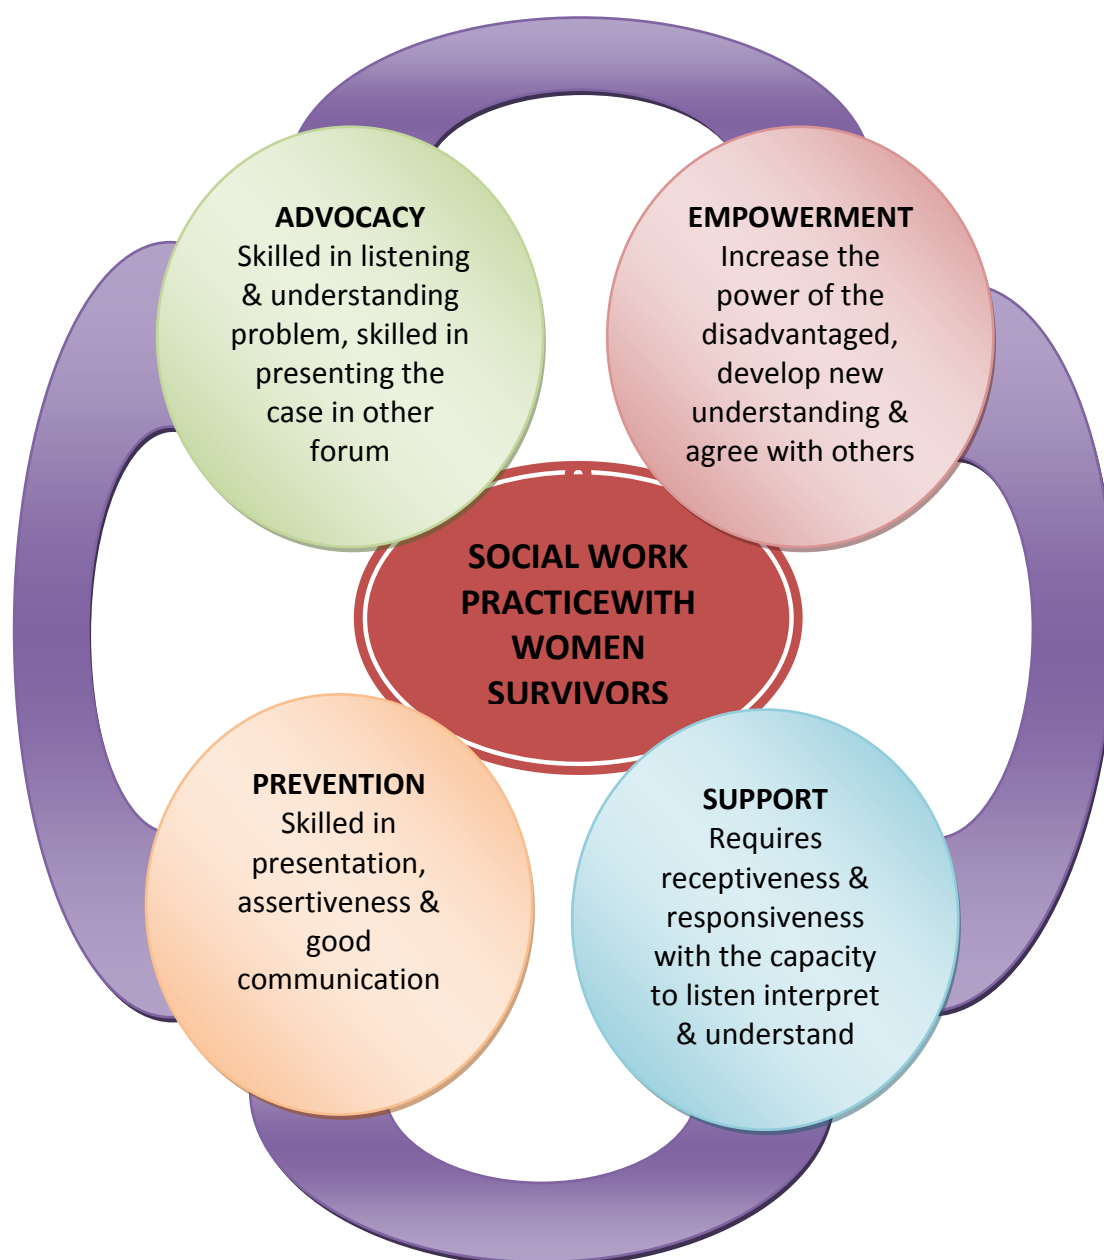 ADVOCACY
Skilled in listening
& understanding
problem, skilled in
presenting the
case in other
forum
EMPOWERMENT
Increase the
power of the
disadvantaged,
develop new
understanding &
agree with others
SOCIAL WORK
PRACTICEWITH
WOMEN
SURVIVORS
PREVENTION
Skilled in
presentation,
assertiveness &
good
communication
SUPPORT
Requires
receptiveness &
responsiveness
with the capacity
to listen interpret
& understand